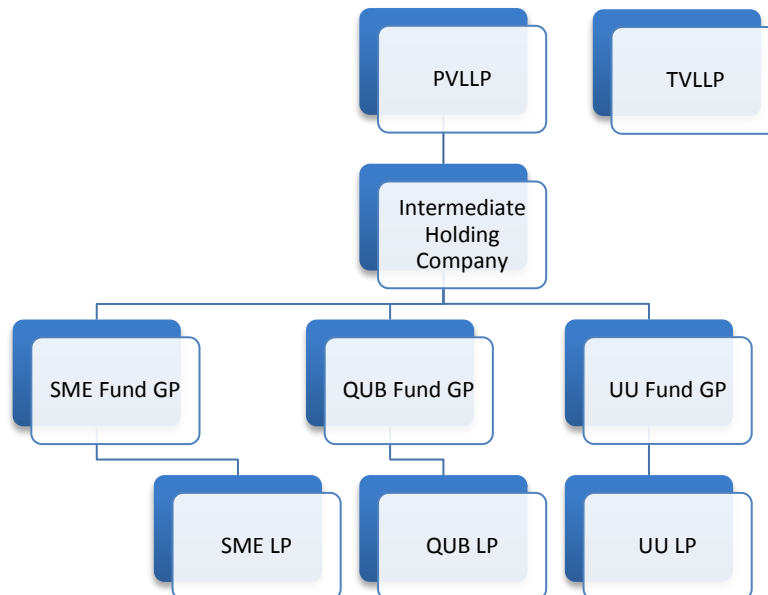 PVLLP
TVLLP
Intermediate
Holding
Company
SME Fund GP
QUB Fund GP
UU Fund GP
SME LP
QUB LP
UU LP